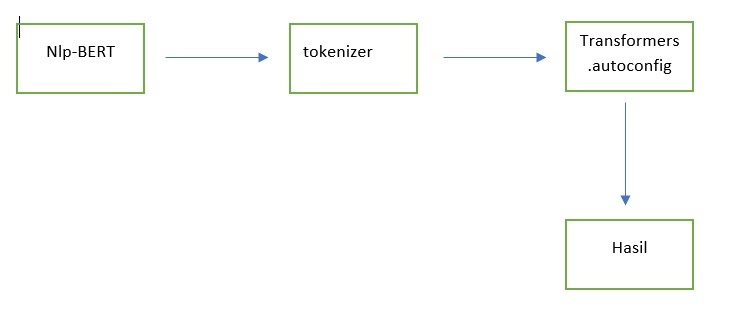 Nlp-BERT
tokenizer
Transformers
.autoconfig
Hasil